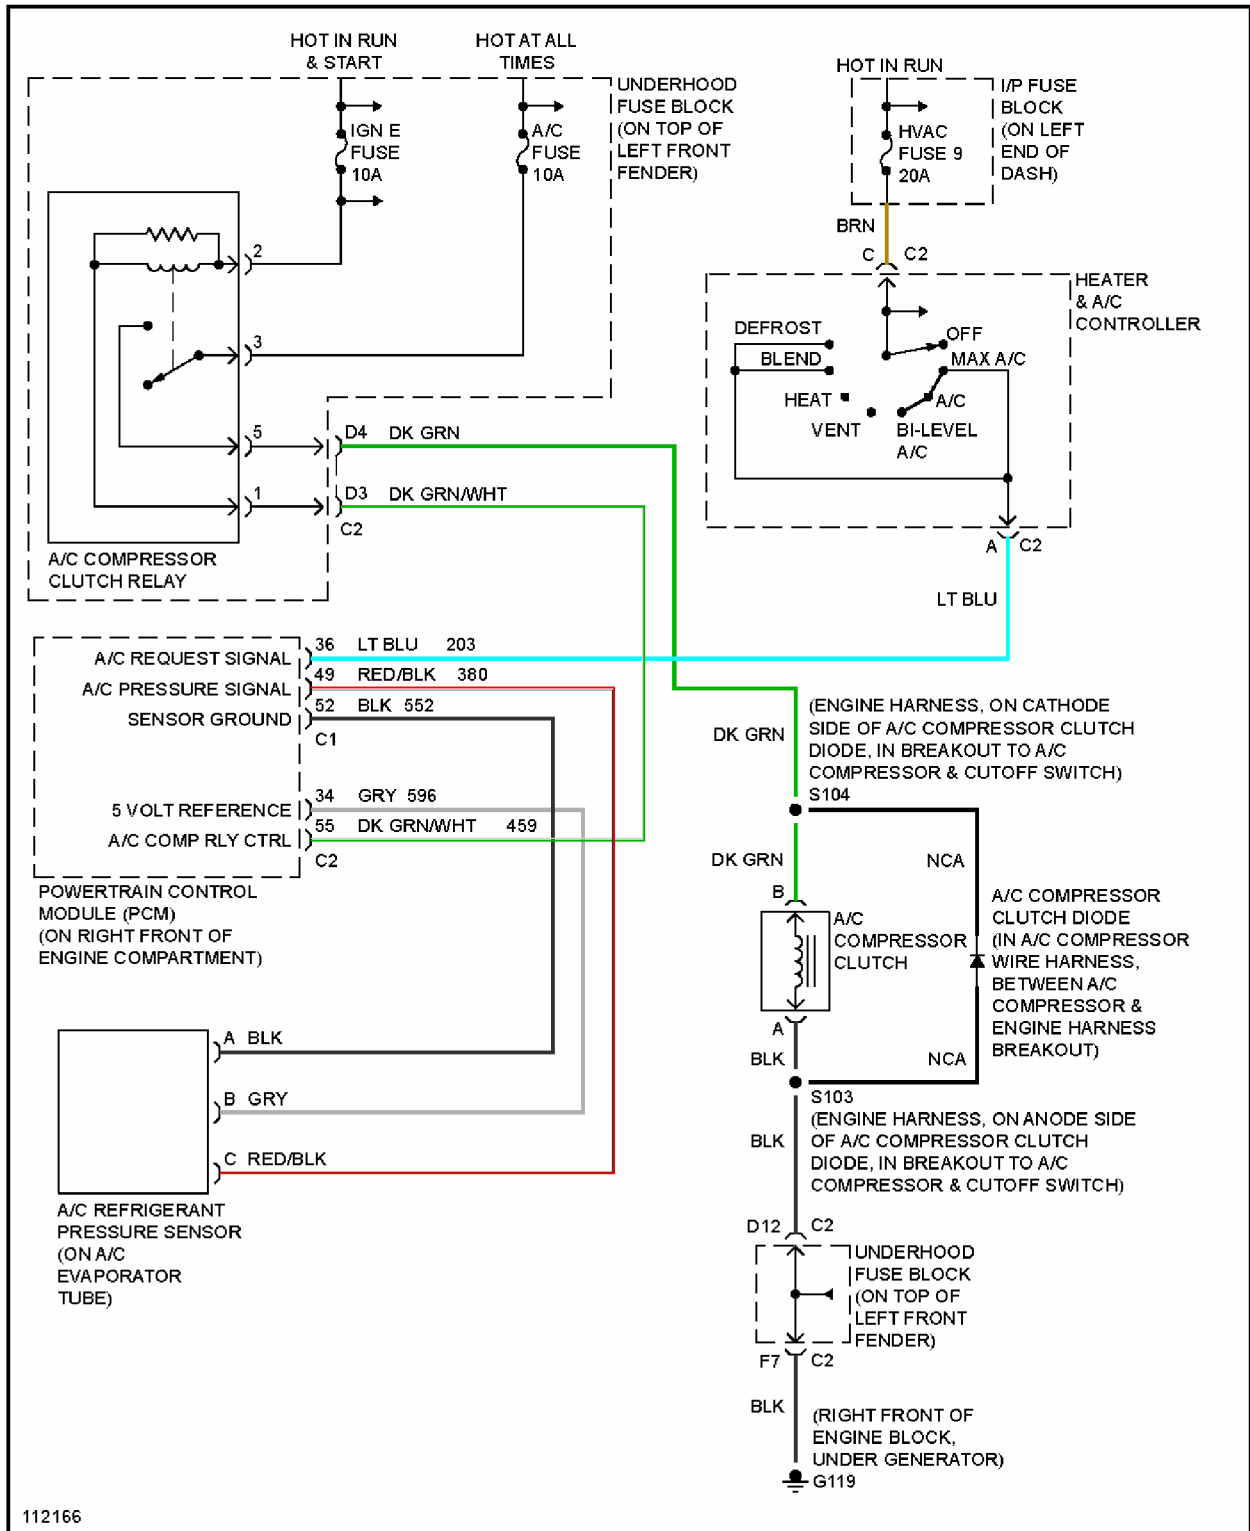 HOT IN RUN
& START
HOT AT ALL
TIMES
HOT IN RUN
UNDERHOOD
FUSE BLOCK
(ON TOP OF
LEFT FRONT
FENDER)
IGN E
FUSE
10A
A/C
FUSE
10A
HVAC
FUSE 9
20A
I/P FUSE
BLOCK
(ON LEFT
END OF
DASH)
BRN
C
C2
2
3
5
1
D4
DK GRN
D3
DK GRN/WHT
C2
A/C COMPRESSOR
CLUTCH RELAY
HEATER
& A/C
CONTROLLER
DEFROST
BLEND
HEAT
VENT
OFF
MAX A/C
A/C
BI-LEVEL
A/C
A
C2
LT BLU
A/C REQUEST SIGNAL
36
LT BLU
203
A/C PRESSURE SIGNAL
49
RED/BLK
380
SENSOR GROUND
52
BLK
552
C1
5 VOLT REFERENCE
34
GRY
596
A/C COMP RLY CTRL
55
DK GRN/WHT
459
C2
POWERTRAIN CONTROL
MODULE (PCM)
(ON RIGHT FRONT OF
ENGINE COMPARTMENT)
DK GRN
(ENGINE HARNESS, ON CATHODE
SIDE OF A/C COMPRESSOR CLUTCH
DIODE, IN BREAKOUT TO A/C
COMPRESSOR & CUTOFF SWITCH)
S104
DK GRN
NCA
B
A/C
COMPRESSOR
CLUTCH
A/C COMPRESSOR
CLUTCH DIODE
(IN A/C COMPRESSOR
WIRE HARNESS,
BETWEEN A/C
COMPRESSOR &
ENGINE HARNESS
BREAKOUT)
A
BLK
NCA
A BLK
B GRY
C RED/BLK
A/C REFRIGERANT
PRESSURE SENSOR
(ON A/C
EVAPORATOR
TUBE)
S103
(ENGINE HARNESS, ON ANODE SIDE
OF A/C COMPRESSOR CLUTCH
DIODE, IN BREAKOUT TO A/C
COMPRESSOR & CUTOFF SWITCH)
BLK
D12
C2
UNDERHOOD
FUSE BLOCK
(ON TOP OF
LEFT FRONT
FENDER)
F7
C2
BLK
(RIGHT FRONT OF
ENGINE BLOCK,
UNDER GENERATOR)
G119
112166